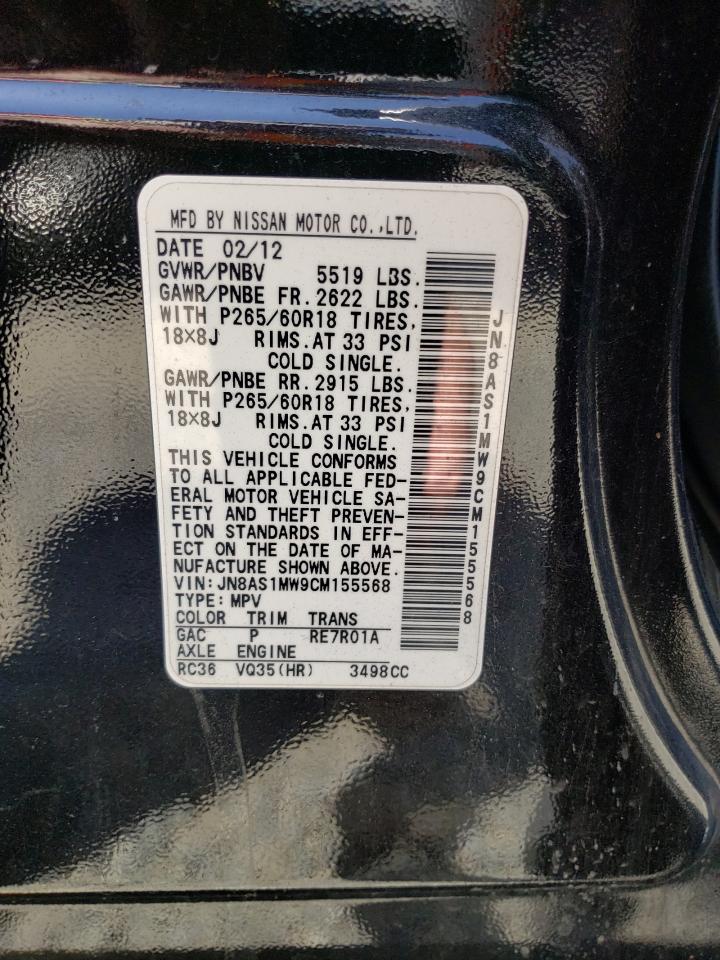 MFD BY NISSAN MOTOR CO.,LTD.
DATE 02/12
GVWR/PNBV 5519 LBS.
GAWR/PNBE FR. 2622 LBS.
WITH P265/60R18 TIRES,
18×8J RIMS.AT 33 PSI
COLD SINGLE.
GAWR/PNBE RR. 2915 LBS.
WITH P265/60R18 TIRES,
18×8J RIMS.AT 33 PSI
COLD SINGLE.
THIS VEHICLE CONFORMS
TO ALL APPLICABLE FED-
ERAL MOTOR VEHICLE SA-
FETY AND THEFT PREVEN-
TION STANDARDS IN EFF-
ECT ON THE DATE OF MA-
NUFACTURE SHOWN ABOVE.
VIN: JN8AS1MW9CM155568
TYPE: MPV
COLOR TRIM TRANS
GAC P RE7R01A
AXLE ENGINE
RC36 VQ35(HR) 3498CC
JN8AS1MW9CM155568